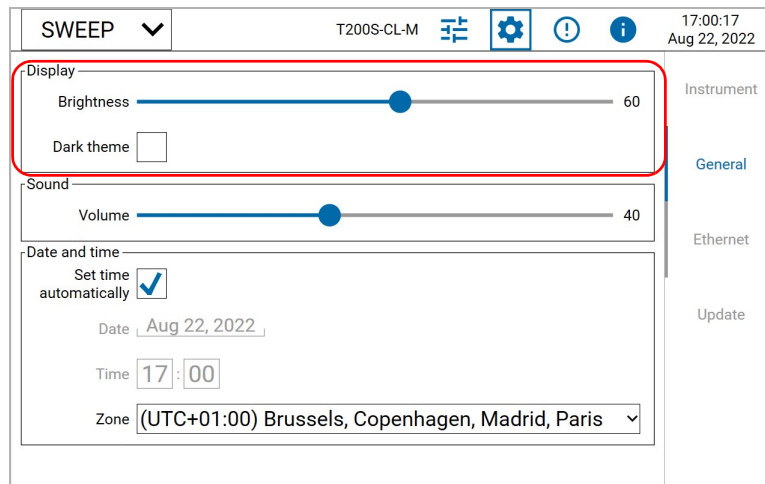 SWEEP
T200S-CL-M
17:00:17
Aug 22, 2022
Display
Brightness
60
Dark theme
Sound
Volume
40
Date and time
Set time
automatically
Date
Aug 22, 2022
Time
17 : 00
Zone
(UTC+01:00) Brussels, Copenhagen, Madrid, Paris
Instrument
General
Ethernet
Update